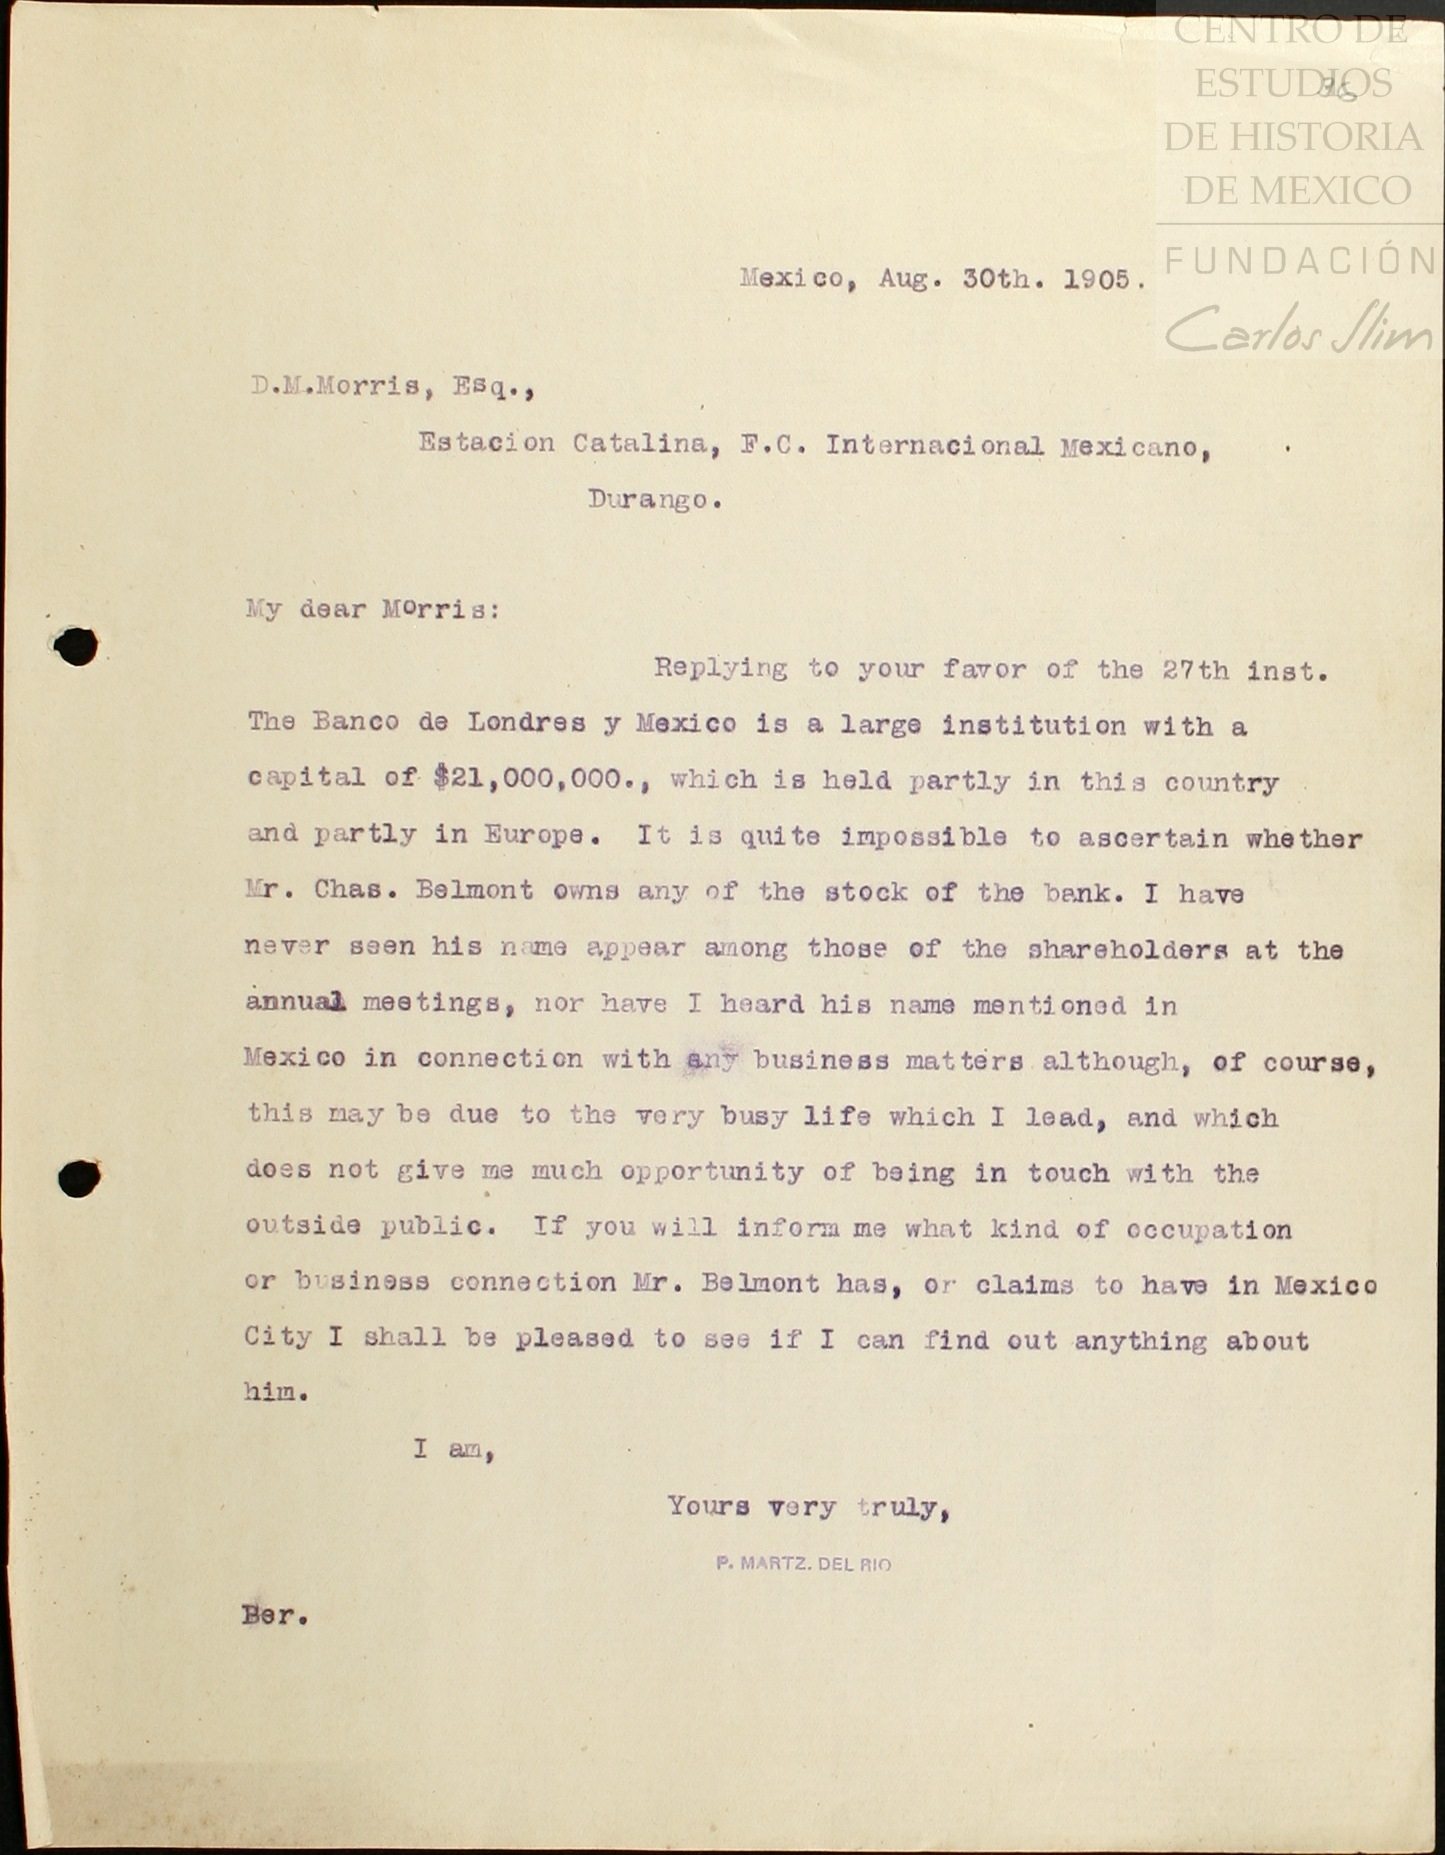 CENTRO DE
ESTUDIOS
DE HISTORIA
DE MEXICO
FUNDACIÓN
Carlos Slim
Mexico, Aug. 30th. 1905.
D.M.Morris, Esq.,
Estacion Catalina, F.C. Internacional Mexicano,
Durango.
My dear Morris:
Replying to your favor of the 27th inst.
The Banco de Londres y Mexico is a large institution with a
capital of $21,000,000., which is held partly in this country
and partly in Europe. It is quite impossible to ascertain whether
Mr. Chas. Belmont owns any of the stock of the bank. I have
never seen his name appear among those of the shareholders at the
annual meetings, nor have I heard his name mentioned in
Mexico in connection with any business matters although, of course,
this may be due to the very busy life which I lead, and which
does not give me much opportunity of being in touch with the
outside public. If you will inform me what kind of occupation
or business connection Mr. Belmont has, or claims to have in Mexico
City I shall be pleased to see if I can find out anything about
him.
I am,
Yours very truly,
P. MARTZ. DEL RIO
Ber.